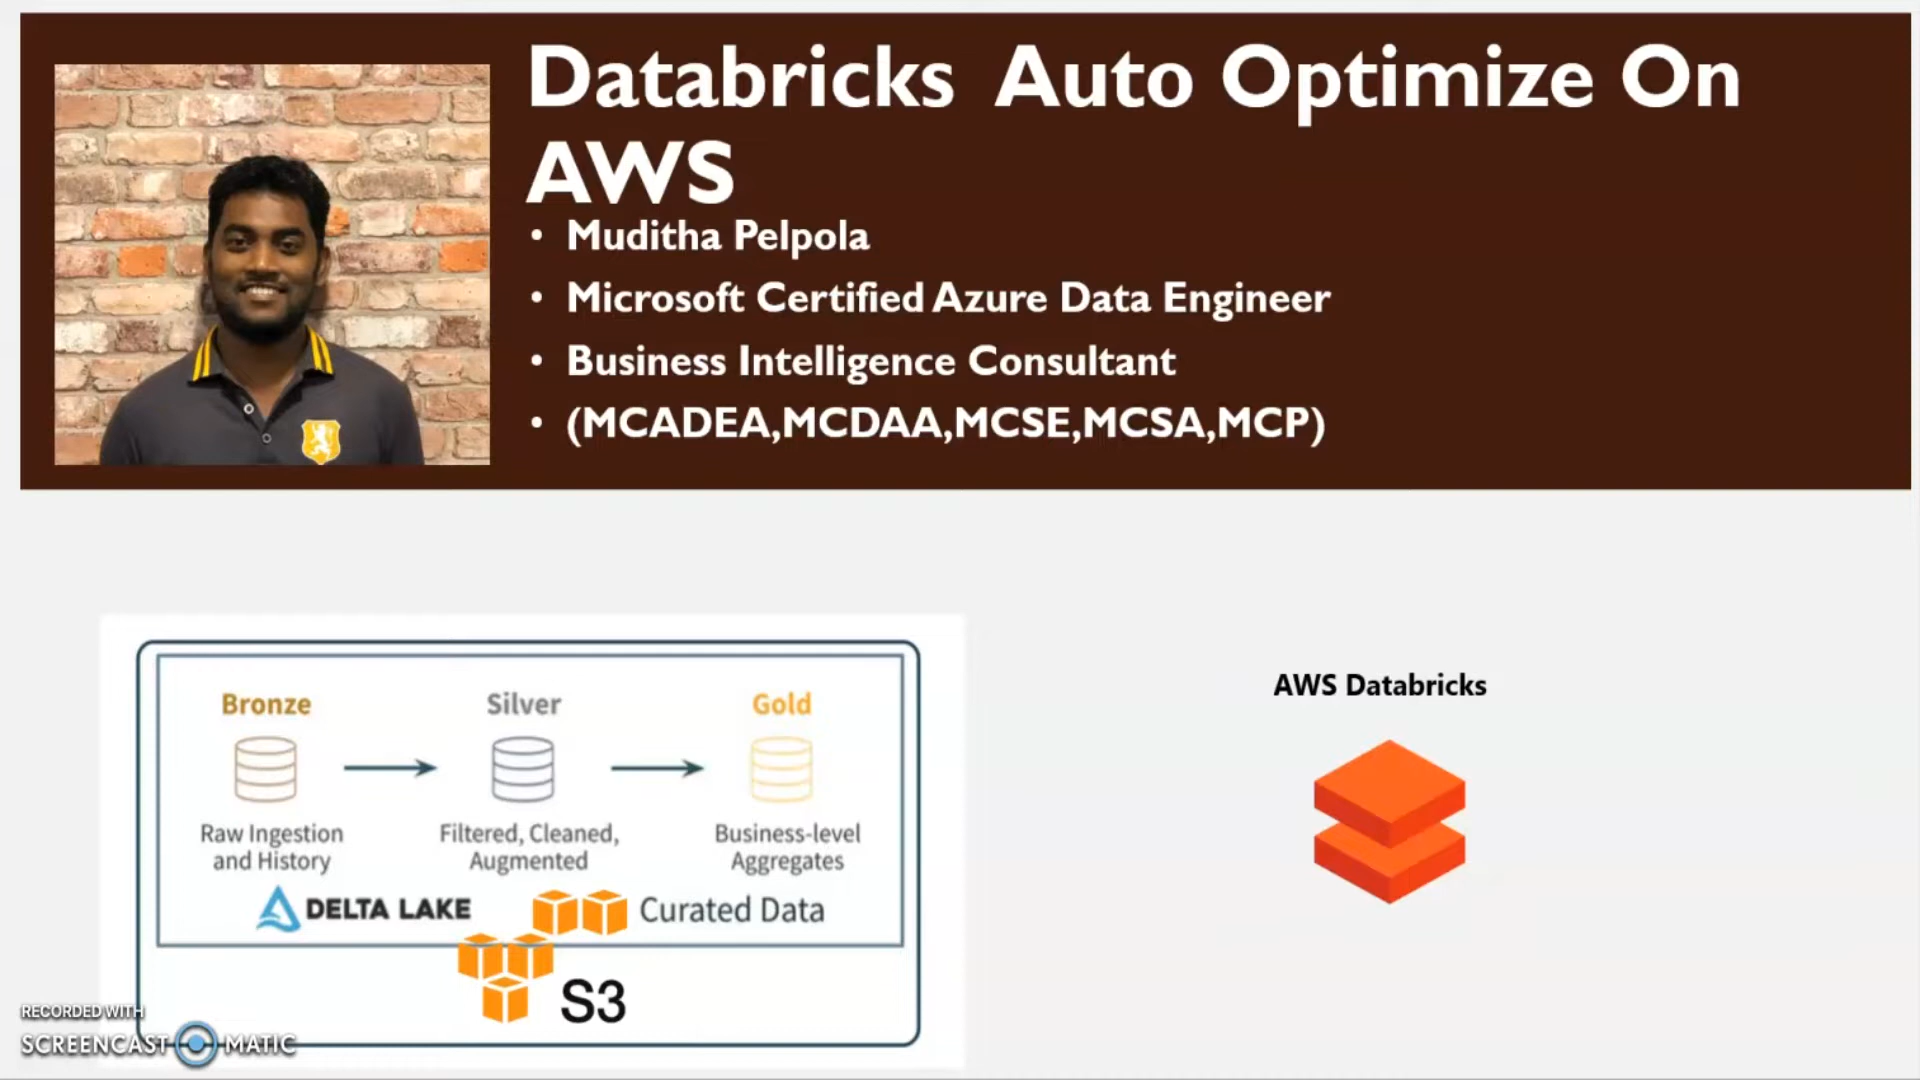 Databricks Auto Optimize On
AWS
• Muditha Pelpola
• Microsoft Certified Azure Data Engineer
• Business Intelligence Consultant
• (MCADEA,MCDAA,MCSE,MCSA,MCP)
Bronze
Silver
Gold
Raw Ingestion
and History
Filtered, Cleaned,
Augmented
Business-level
Aggregates
DELTA LAKE
Curated Data
S3
AWS Databricks
RECORDED WITH
SCREENCAST MATIC